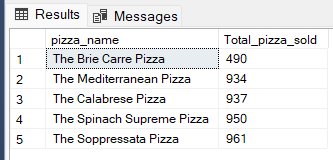 Results Messages
pizza_name Total_pizza_sold
1 The Brie Carre Pizza 490
2 The Mediterranean Pizza 934
3 The Calabrese Pizza 937
4 The Spinach Supreme Pizza 950
5 The Soppressata Pizza 961